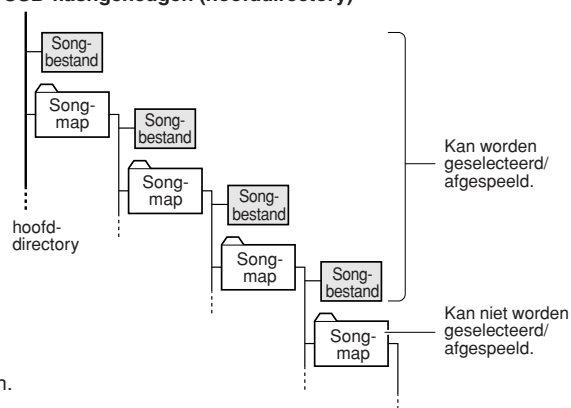 USB-flashgeheugen (hoofddirectory)
Song-
bestand
Song-
map
Song-
bestand
Song-
map
Song-
bestand
Song-
map
Song-
bestand
Song-
map
hoofd-
directory
Kan worden
geselecteerd/
afgespeeld.
Kan niet worden
geselecteerd/
afgespeeld.
n.